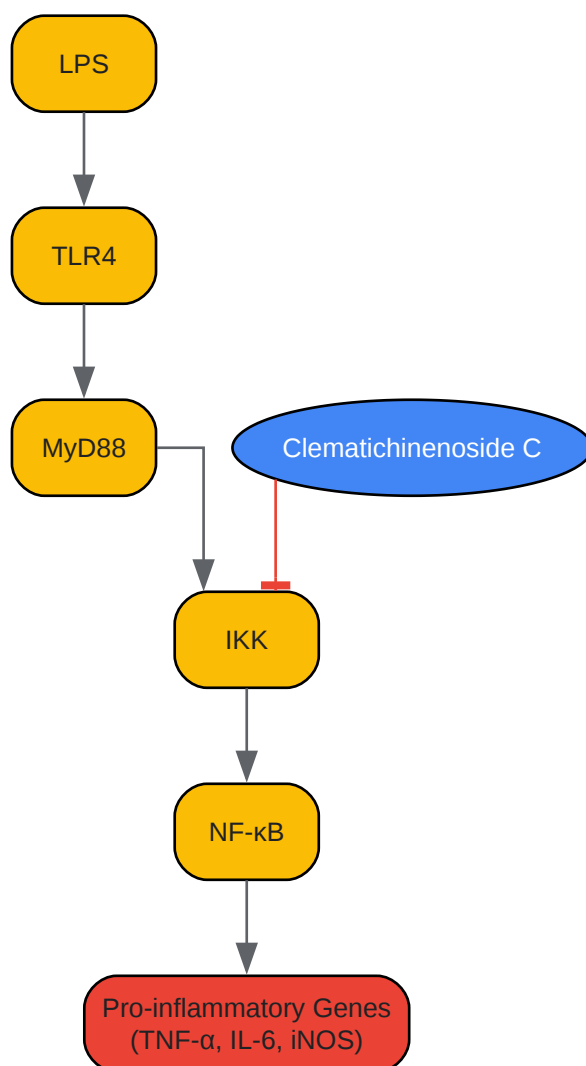 LPS
TLR4
MyD88
Clematichinenoside C
IKK
NF-κB
Pro-inflammatory Genes
(TNF-α, IL-6, iNOS)